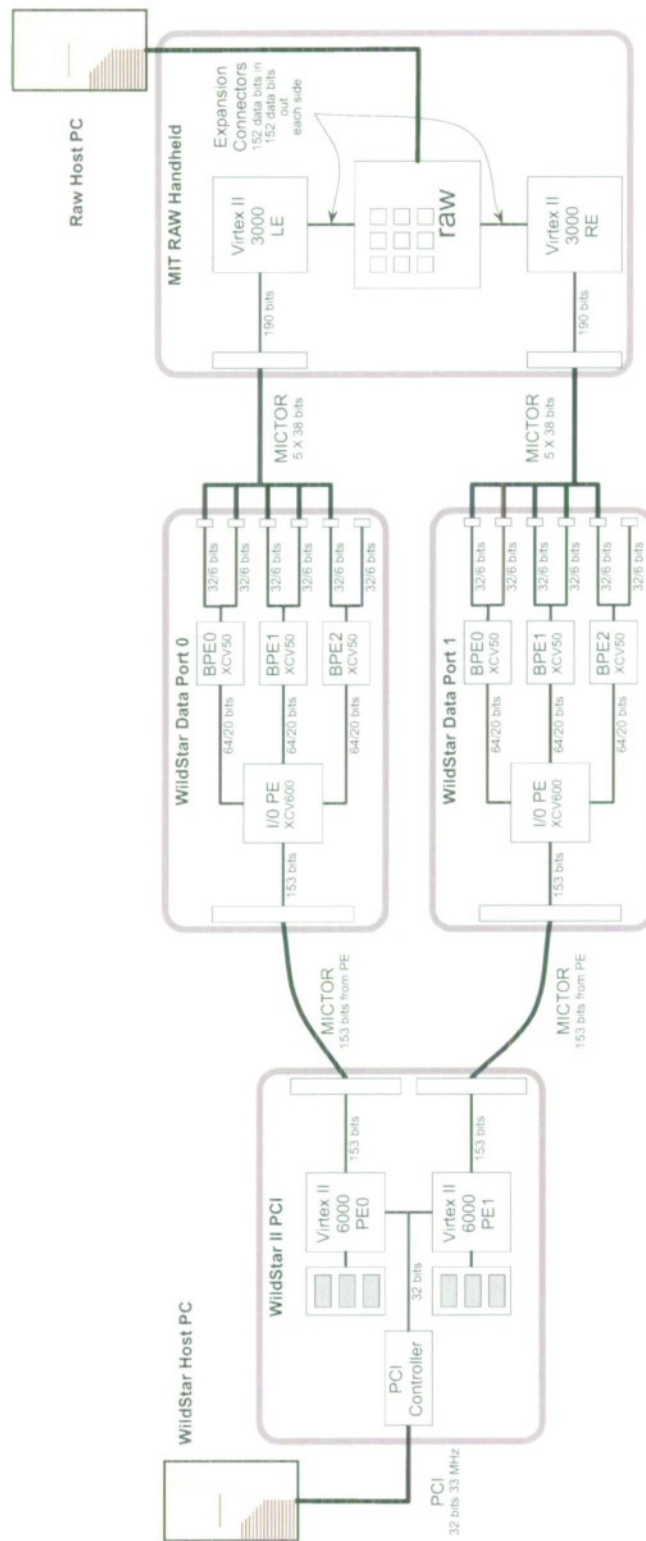 WildStar Host PC
PCI
32 bits 33 MHz
WildStar II PCI
PCI
Controller
32 bits
Virtex II
6000
PE0
153 bits
Virtex II
6000
PE1
153 bits
MICTOR
153 bits from PE
MICTOR
153 bits from PE
WildStar Data Port 0
153 bits
I/0 PE
XCV600
64/20 bits
64/20 bits
64/20 bits
BPE0
XCV50
BPE1
XCV50
BPE2
XCV50
32/6 bits
32/6 bits
32/6 bits
32/6 bits
32/6 bits
32/6 bits
WildStar Data Port 1
153 bits
I/0 PE
XCV600
64/20 bits
64/20 bits
64/20 bits
BPE0
XCV50
BPE1
XCV50
BPE2
XCV50
32/6 bits
32/6 bits
32/6 bits
32/6 bits
32/6 bits
32/6 bits
MICTOR
5 X 38 bits
MICTOR
5 X 38 bits
MIT RAW Handheld
190 bits
Virtex II
3000
LE
Expansion
Connectors
152 data bits in
152 data bits
out
each side
raw
190 bits
Virtex II
3000
RE
Raw Host PC